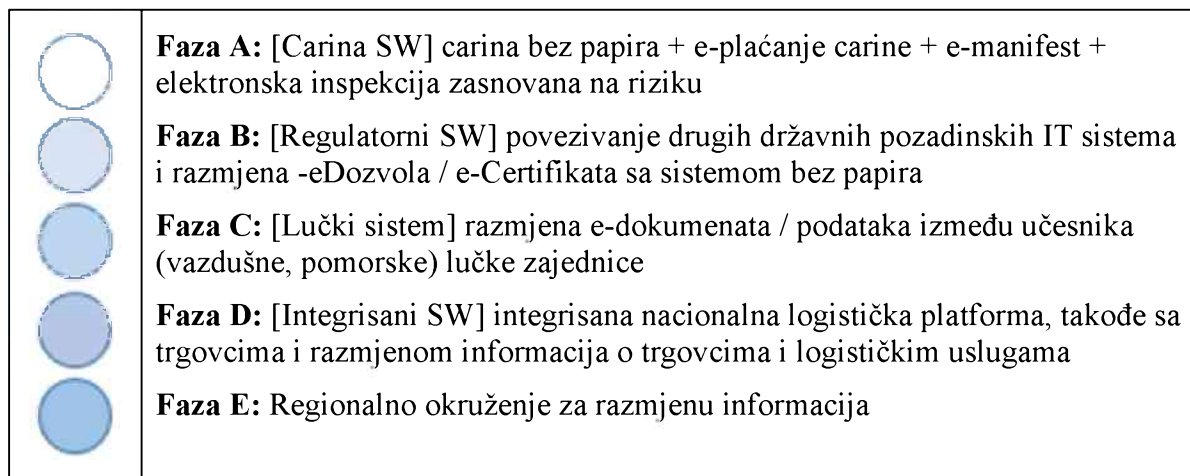 Faza A: [Carina SW] carina bez papira + e-plaćanje carine + e-manifest +
elektronska inspekcija zasnovana na riziku
Faza B: [Regulatorni SW] povezivanje drugih državnih pozadinskih IT sistema
i razmjena -eDozvola / e-Certifikata sa sistemom bez papira
Faza C: [Lučki sistem] razmjena e-dokumenata / podataka između učesnika
(vazdušne, pomorske) lučke zajednice
Faza D: [Integrisani SW] integrisana nacionalna logistička platforma, takođe sa
trgovcima i razmjenom informacija o trgovcima i logističkim uslugama
Faza E: Regionalno okruženje za razmjenu informacija